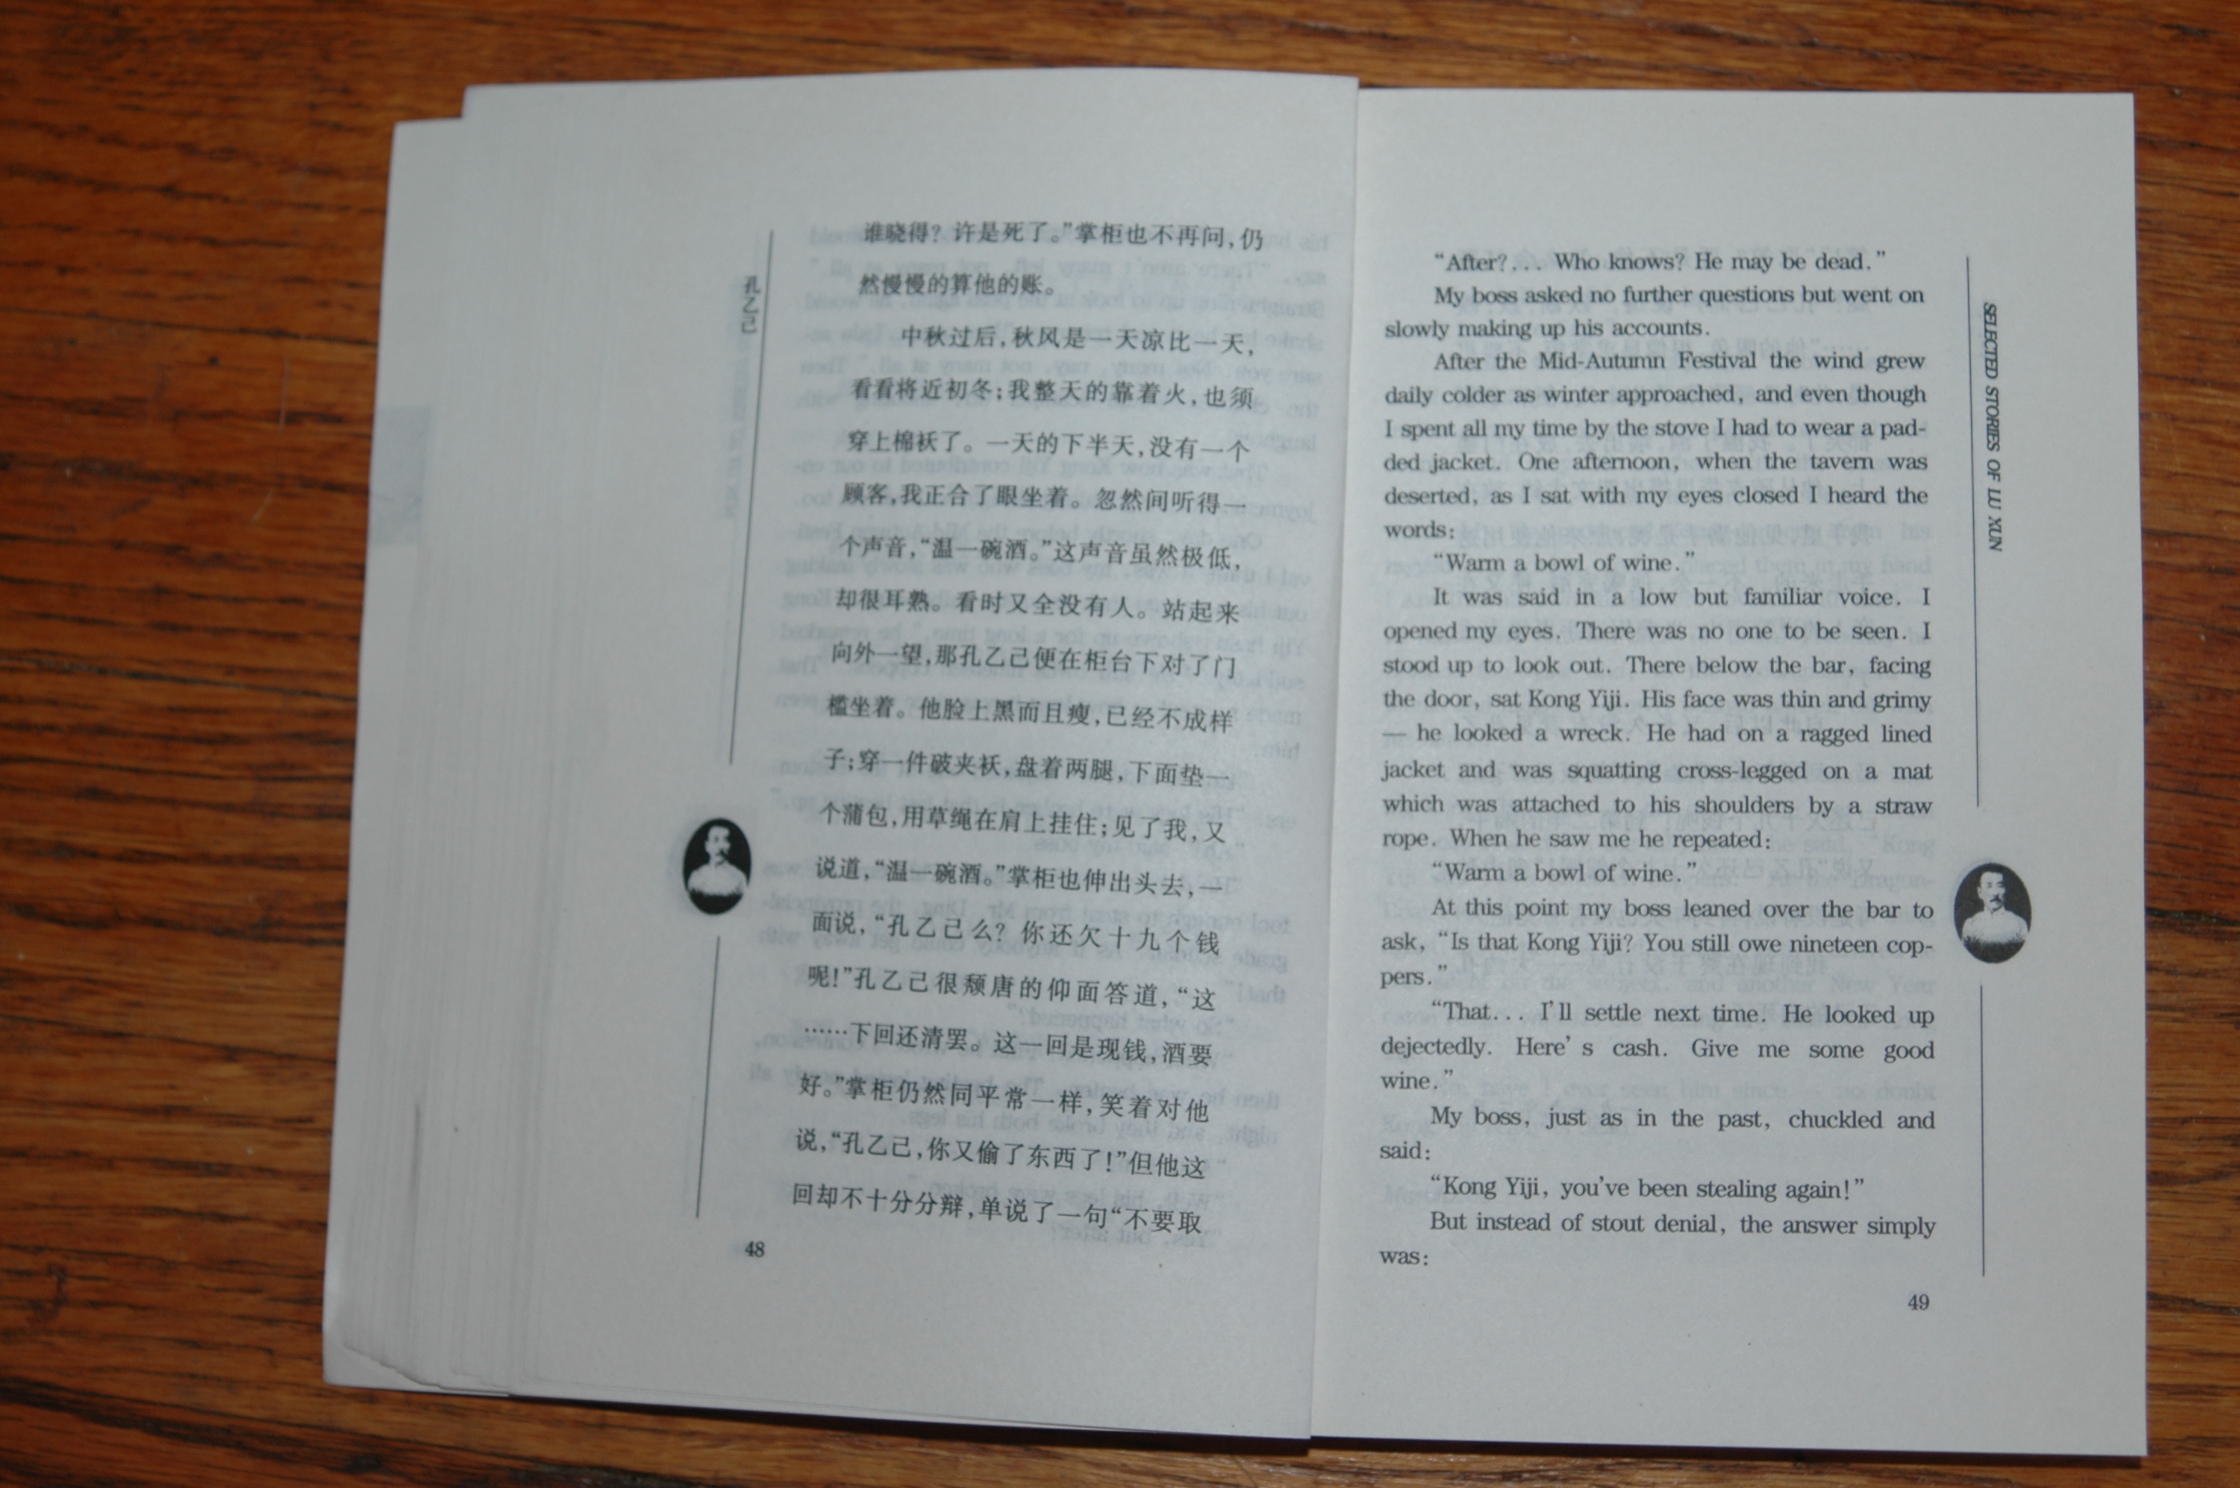 孔乙己
谁晓得？许是死了。”掌柜也不再问，仍
然慢慢的算他的账。
中秋过后，秋风是一天凉比一天，
看看将近初冬；我整天的靠着火，也须
穿上棉袄了。一天的下半天，没有一个
顾客，我正合了眼坐着。忽然间听得一
个声音，“温一碗酒。”这声音虽然极低，
却很耳熟。看时又全没有人。站起来
向外一望，那孔乙己便在柜台下对了门
槛坐着。他脸上黑而且瘦，已经不成样
子；穿一件破夹袄，盘着两腿，下面垫一
个蒲包，用草绳在肩上挂住；见了我，又
说道，“温一碗酒。”掌柜也伸出头去，一
面说，“孔乙己么？你还欠十九个钱
呢！”孔乙己很颓唐的仰面答道，“这
……下回还清罢。这一回是现钱，酒要
好。”掌柜仍然同平常一样，笑着对他
说，“孔乙己，你又偷了东西了！”但他这
回却不十分分辩，单说了一句“不要取
48
SELECTED STORIES OF LU XUN
“After?... Who knows? He may be dead.”
My boss asked no further questions but went on
slowly making up his accounts.
After the Mid-Autumn Festival the wind grew
daily colder as winter approached, and even though
I spent all my time by the stove I had to wear a pad-
ded jacket. One afternoon, when the tavern was
deserted, as I sat with my eyes closed I heard the
words:
“Warm a bowl of wine.”
It was said in a low but familiar voice. I
opened my eyes. There was no one to be seen. I
stood up to look out. There below the bar, facing
the door, sat Kong Yiji. His face was thin and grimy
— he looked a wreck. He had on a ragged lined
jacket and was squatting cross-legged on a mat
which was attached to his shoulders by a straw
rope. When he saw me he repeated:
“Warm a bowl of wine.”
At this point my boss leaned over the bar to
ask, “Is that Kong Yiji? You still owe nineteen cop-
pers.”
“That... I’ll settle next time. He looked up
dejectedly. Here’s cash. Give me some good
wine.”
My boss, just as in the past, chuckled and
said:
“Kong Yiji, you’ve been stealing again!”
But instead of stout denial, the answer simply
was:
49